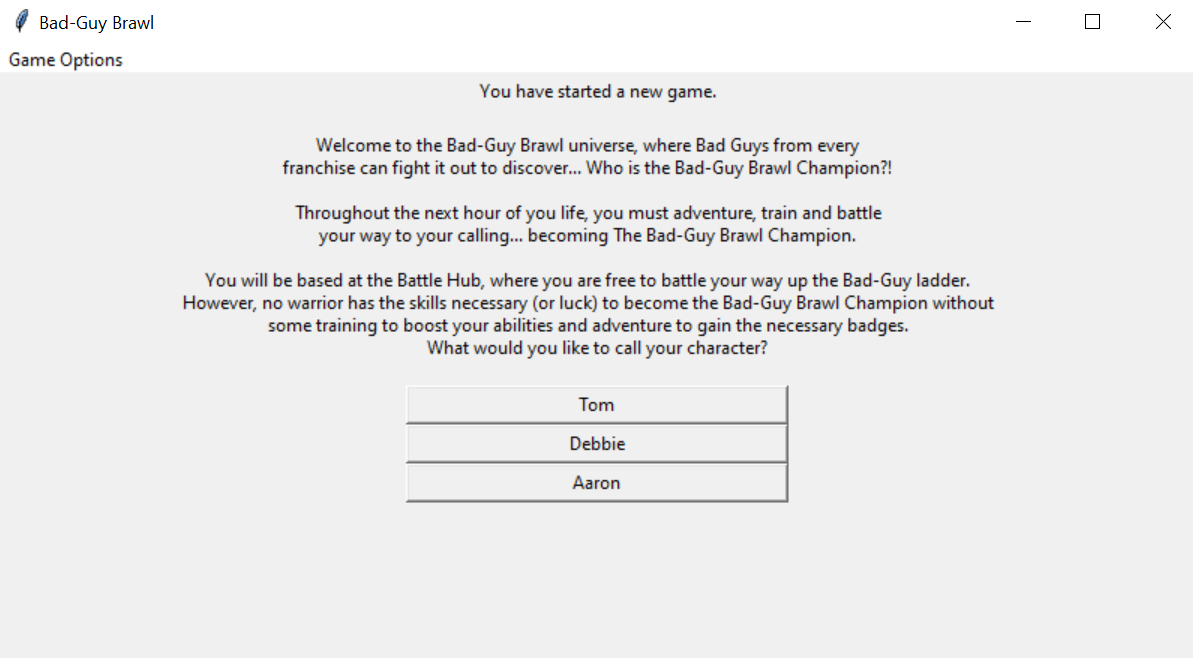 Bad-Guy Brawl
Game Options
You have started a new game.
Welcome to the Bad-Guy Brawl universe, where Bad Guys from every
franchise can fight it out to discover... Who is the Bad-Guy Brawl Champion?!
Throughout the next hour of you life, you must adventure, train and battle
your way to your calling... becoming The Bad-Guy Brawl Champion.
You will be based at the Battle Hub, where you are free to battle your way up the Bad-Guy ladder.
However, no warrior has the skills necessary (or luck) to become the Bad-Guy Brawl Champion without
some training to boost your abilities and adventure to gain the necessary badges.
What would you like to call your character?
Tom
Debbie
Aaron